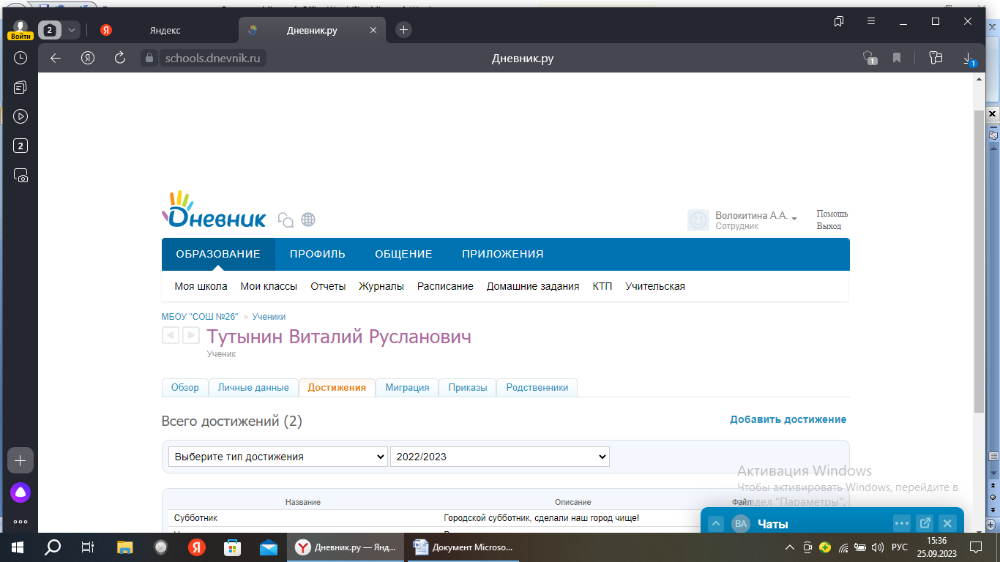 2
Яндекс
Дневник.ру
Войти
schools.dnevnik.ru
Дневник.ру
1
1
2
Дневник
Волокитина А.А.
Сотрудник
Помощь
Выход
ОБРАЗОВАНИЕ ПРОФИЛЬ ОБЩЕНИЕ ПРИЛОЖЕНИЯ
Моя школа Мои классы Отчеты Журналы Расписание Домашние задания КТП Учительская
МБОУ "СОШ №26" > Ученики
Тутынин Виталий Русланович
Ученик
Обзор Личные данные Достижения Миграция Приказы Родственники
Всего достижений (2)
Добавить достижение
Выберите тип достижения 2022/2023
Активация Windows
Чтобы активировать Windows, перейдите в
раздел "Параметры".
Название Описание Файл
Субботник Городской субботник, сделали наш город чище!
ВА Чаты
Дневник.ру — Янд...
Документ Microso...
РУС
15:36
25.09.2023